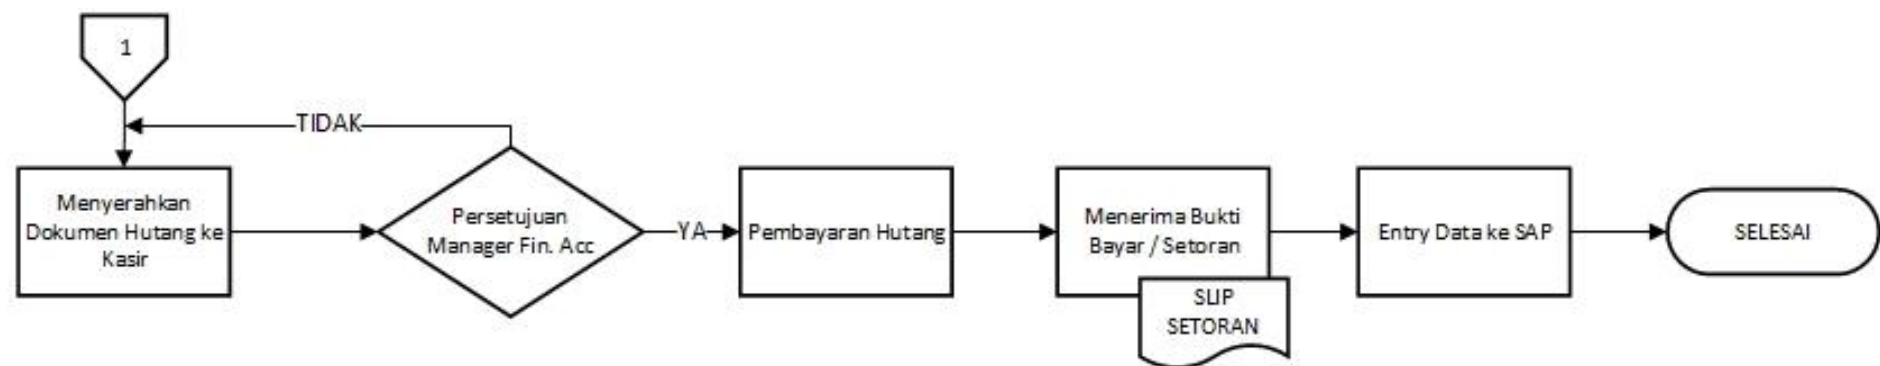 1
TIDAK
Menyerahkan
Dokumen Hutang ke
Kasir
Persetujuan
Manager Fin. Acc
YA
Pembayaran Hutang
Menerima Bukti
Bayar / Setoran
SLIP
SETORAN
Entry Data ke SAP
SELESAI